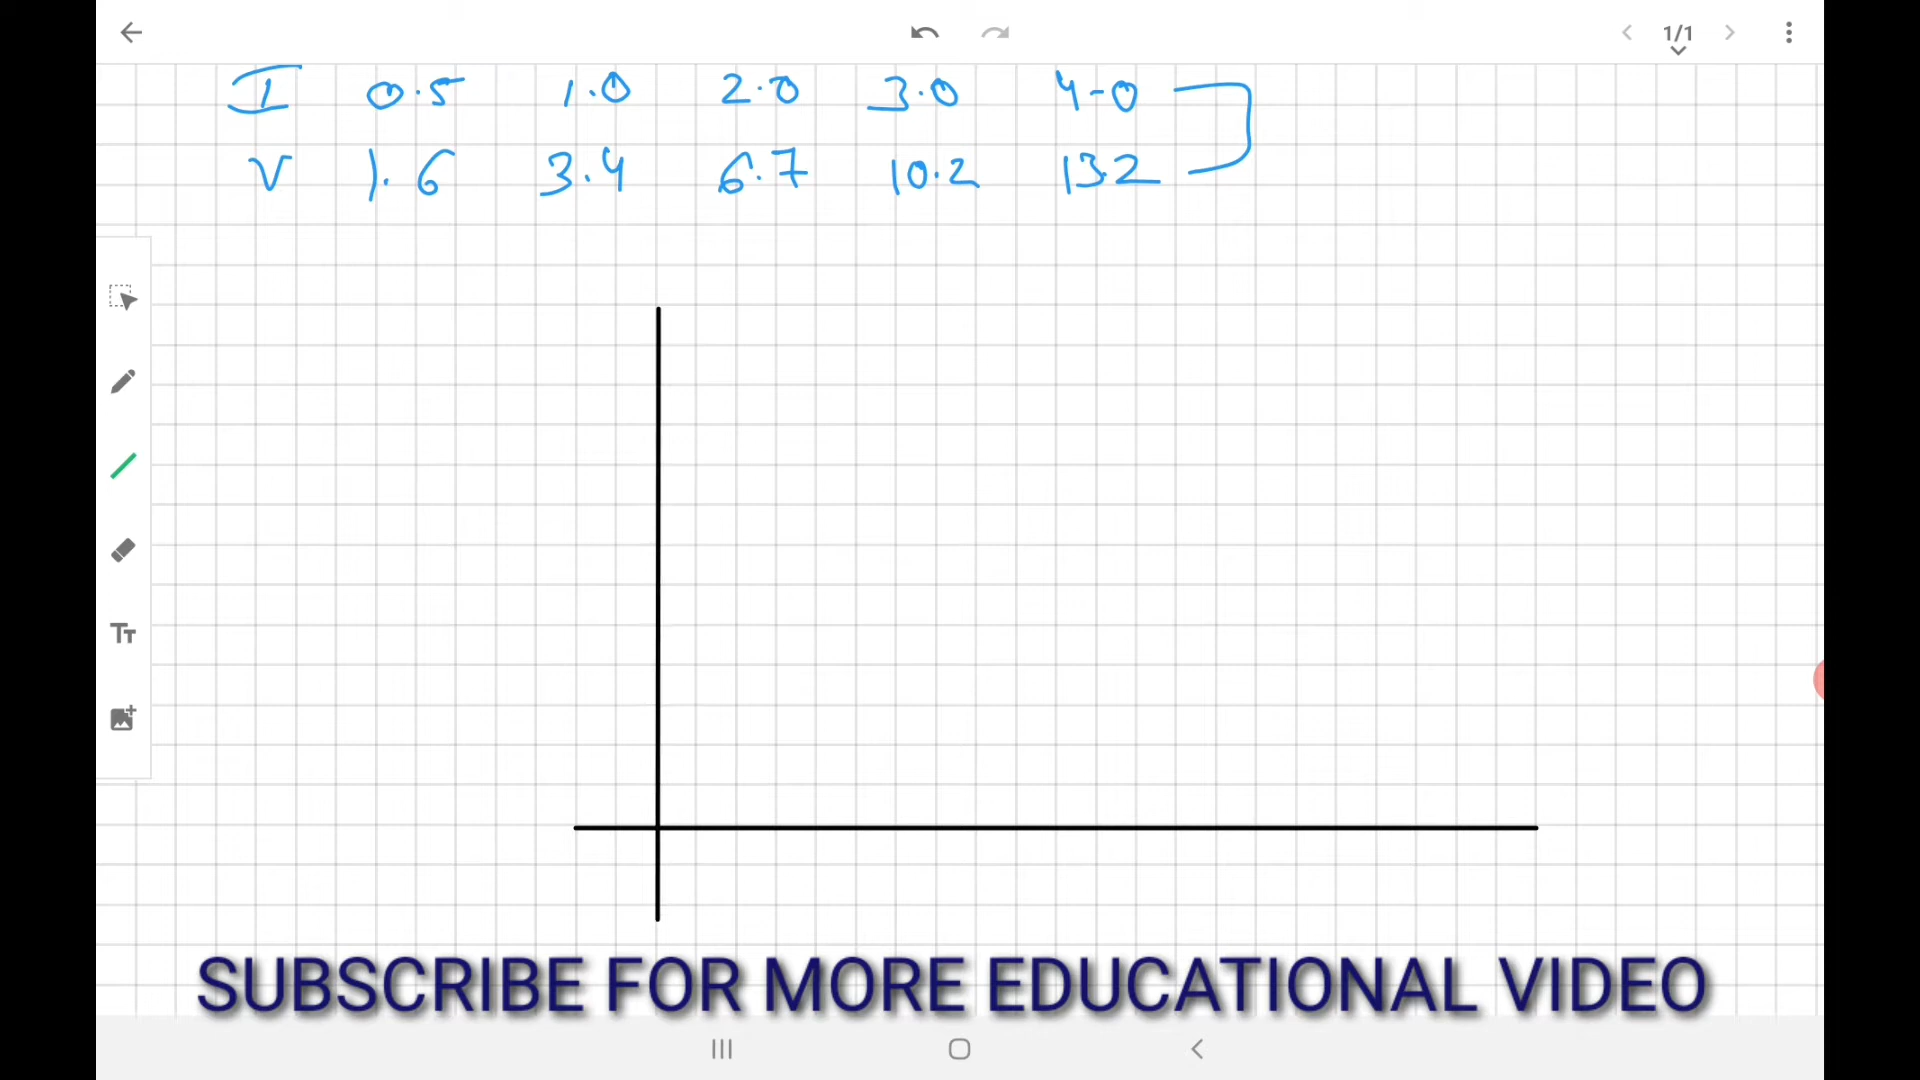 1/1
I 0.5 1.0 2.0 3.0 4-0
V 1.6 3.4 6.7 10.2 13.2
Tт
SUBSCRIBE FOR MORE EDUCATIONAL VIDEO